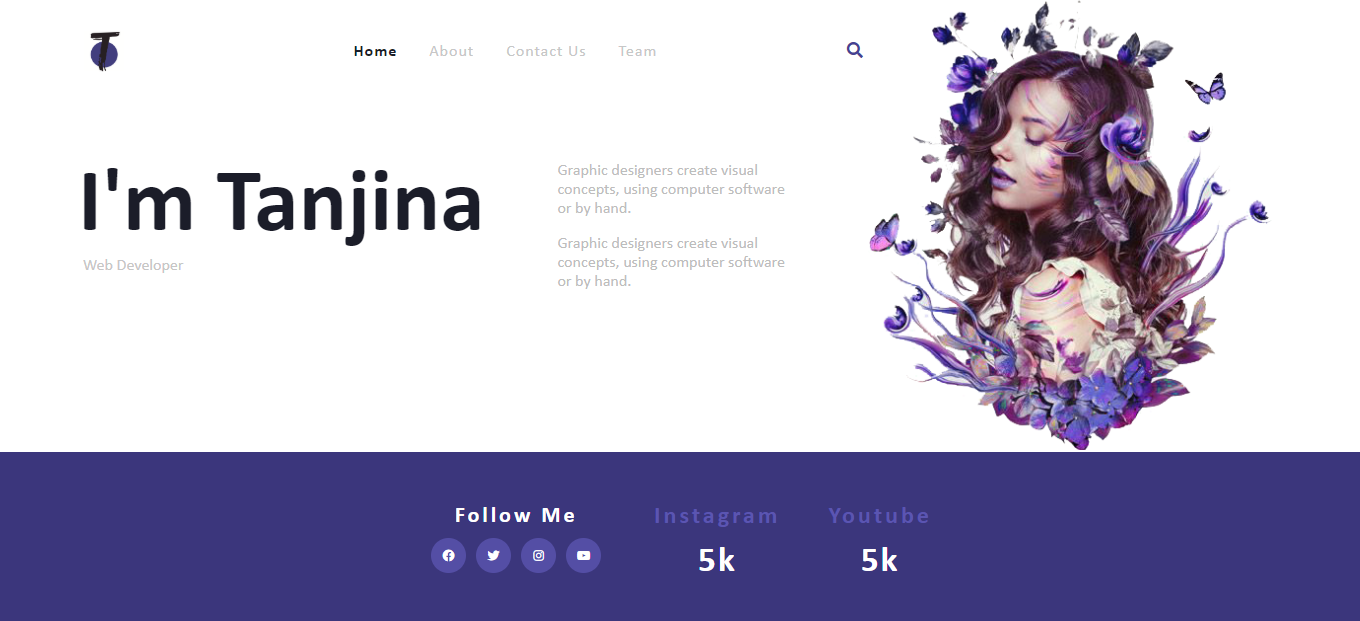 T
Home About Contact Us Team
I'm Tanjina
Web Developer
Graphic designers create visual
concepts, using computer software
or by hand.
Graphic designers create visual
concepts, using computer software
or by hand.
Follow Me
Instagram
5k
Youtube
5k